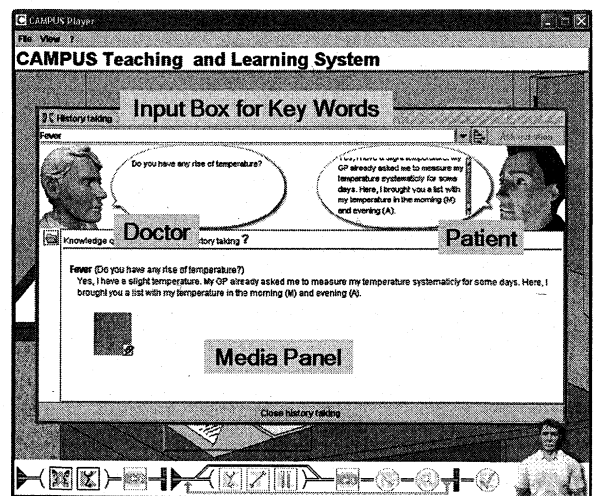 CAMPUS Player
File View ?
CAMPUS Teaching and Learning System
Input Box for Key Words
History taking
Fever
Do you have any rise of temperature?
Yes, I have a slight temperature. My
GP already asked me to measure my
temperature systematicly for some
days. Here, I brought you a list with
my temperature in the morning (M)
and evening (A).
Doctor
Patient
Knowledge
tory taking ?
Fever (Do you have any rise of temperature?)
Yes, I have a slight temperature. My GP already asked me to measure my temperature systematicly for some days. Here, I
brought you a list with my temperature in the morning (M) and evening (A).
Media Panel
Close history taking